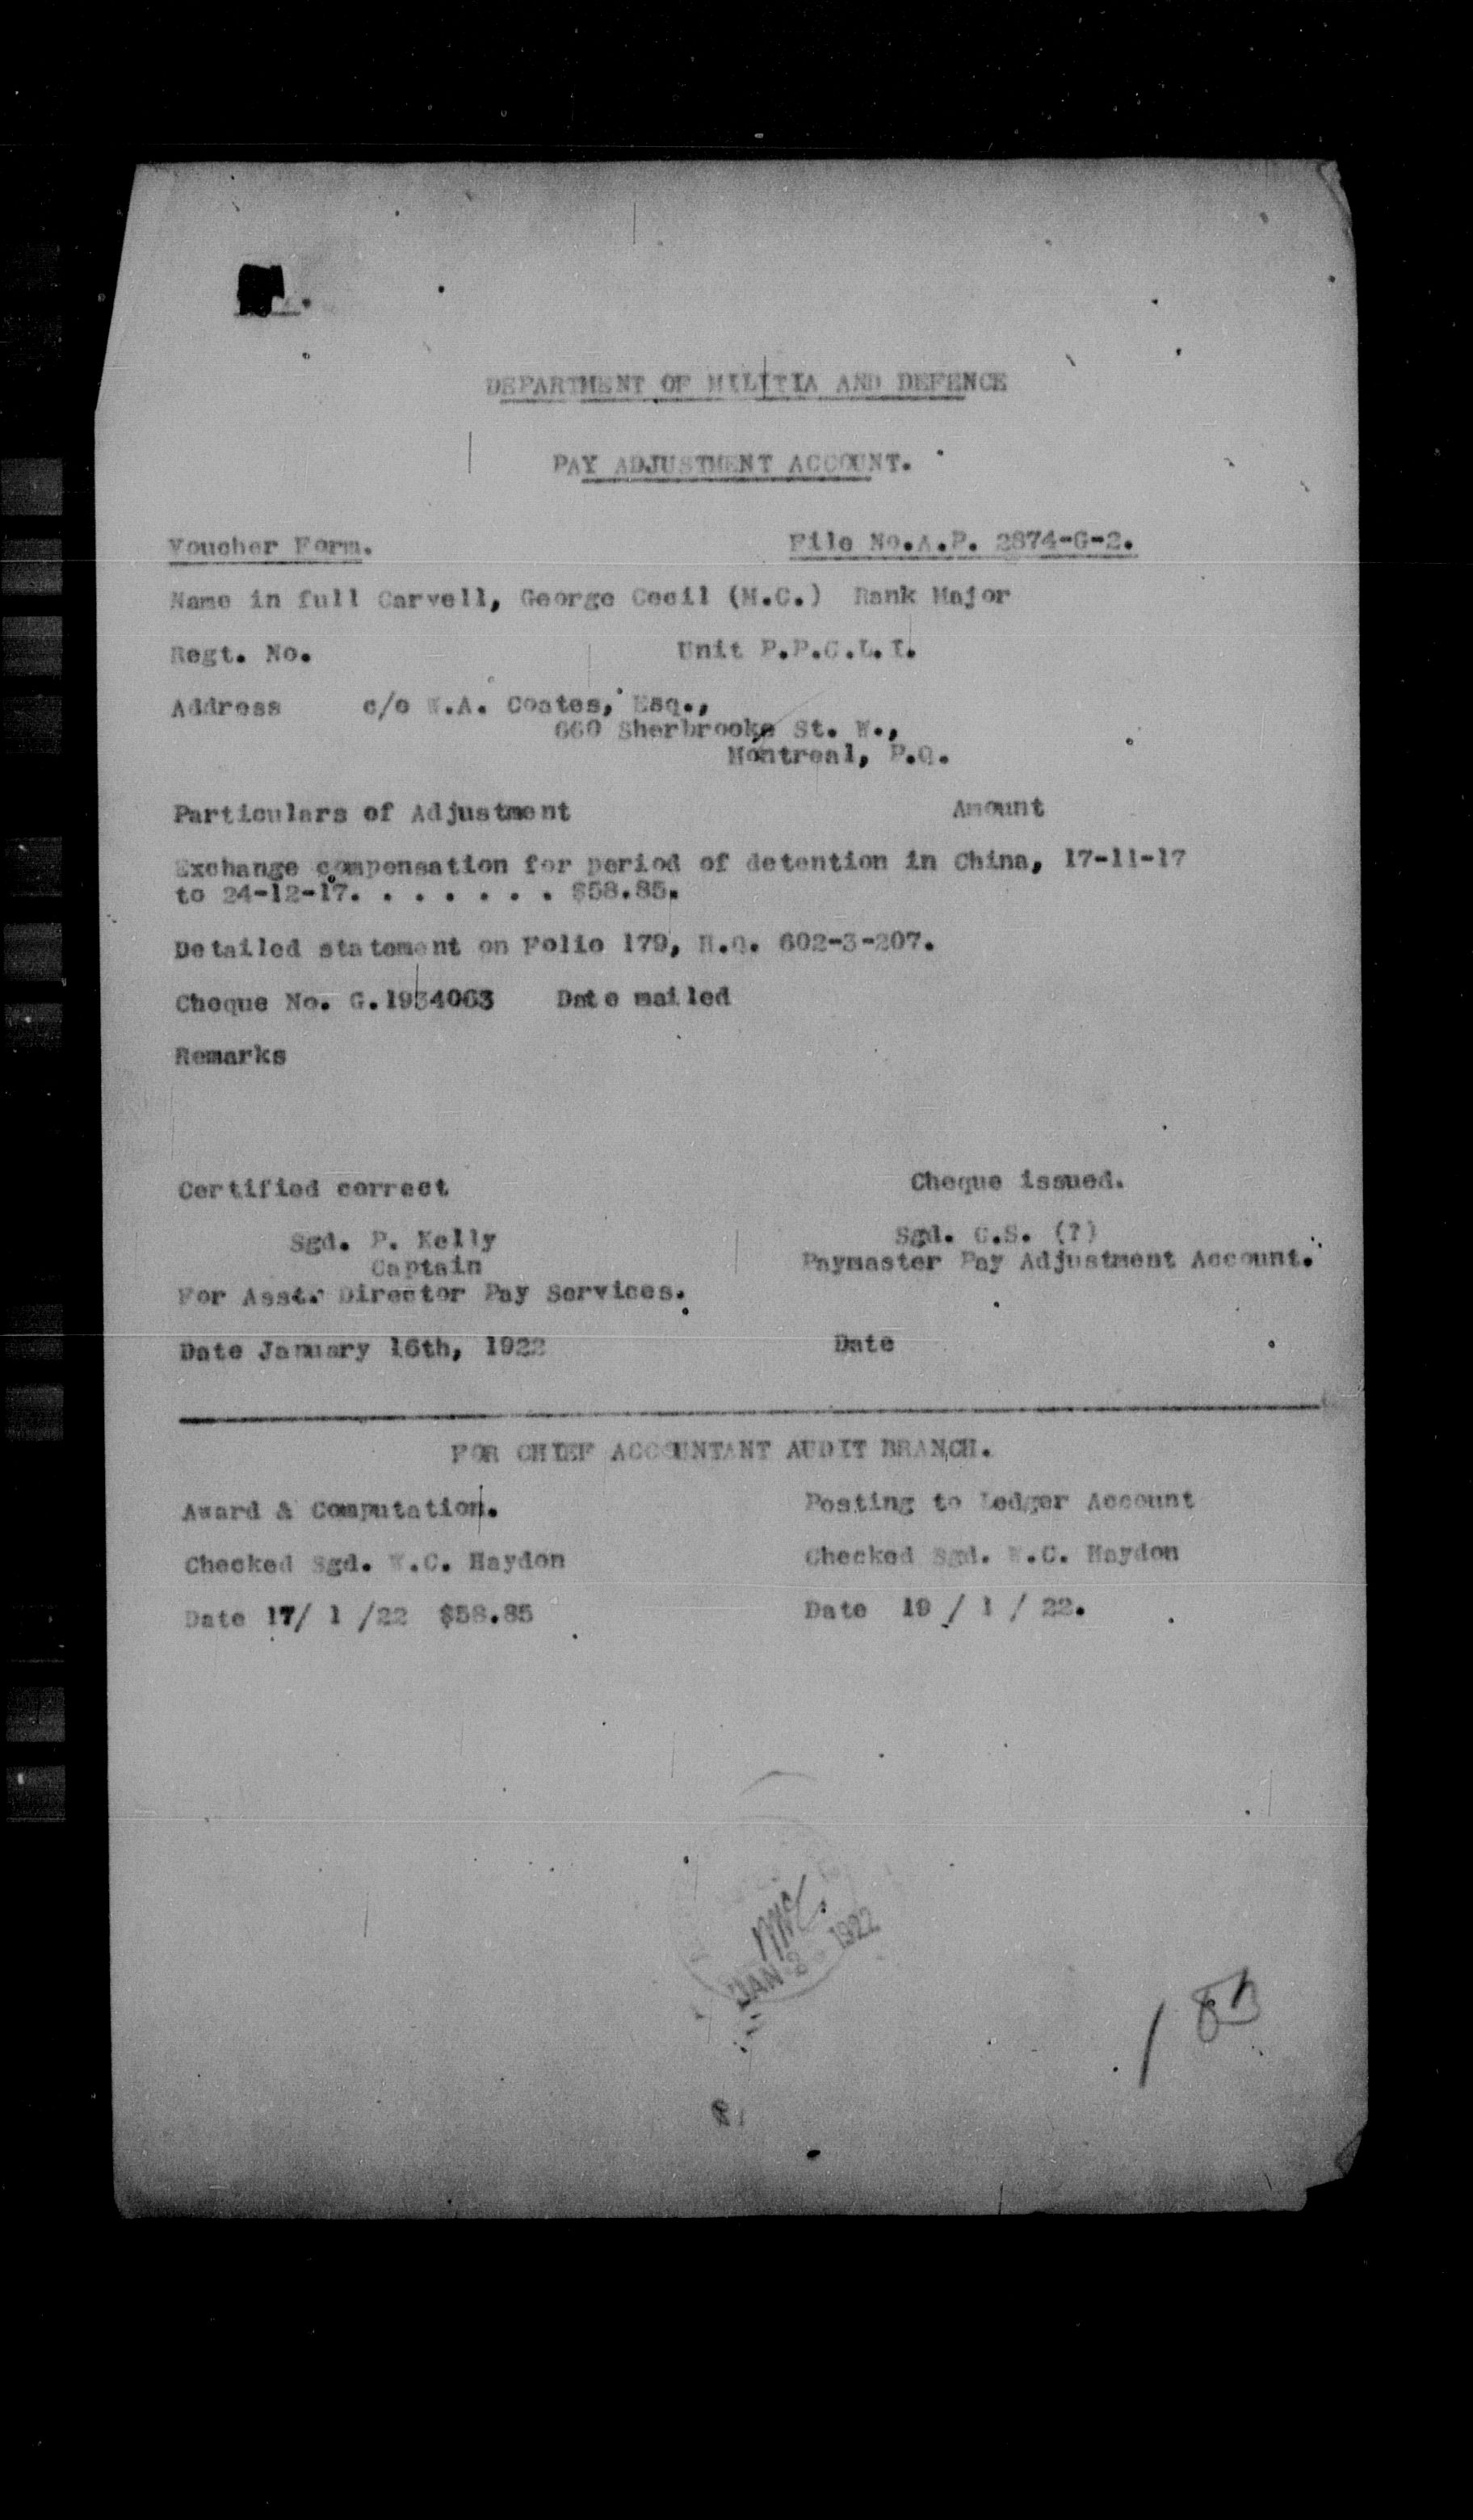 DEPARTMENT OF MILITIA AND DEFENCE
PAY ADJUSTMENT ACCOUNT.
Voucher Form. File No.A.P. 2874-G-2.
Name in full Carvell, George Cecil (M.C.) Rank Major
Regt. No. Unit P.P.C.L.I.
Address c/o W.A. Coates, Esq.,
660 Sherbrooke St. W.,
Montreal, P.Q.
Particulars of Adjustment Amount
Exchange compensation for period of detention in China, 17-11-17
to 24-12-17. . . . . . . . $58.85.
Detailed statement on Folio 179, H.Q. 602-3-207.
Cheque No. G.1934063 Date mailed
Remarks
Certified correct Cheque issued.
Sgd. P. Kelly Sgd. C.S. (?)
Captain Paymaster Pay Adjustment Account.
For Asst. Director Pay Services.
Date January 16th, 1922 Date
FOR CHIEF ACCOUNTANT AUDIT BRANCH.
Award & Computation. Posting to Ledger Account
Checked Sgd. W.C. Haydon Checked Sgd. W.C. Haydon
Date 17/ 1 /22 $58.85 Date 19 / 1 / 22.
JAN 1922